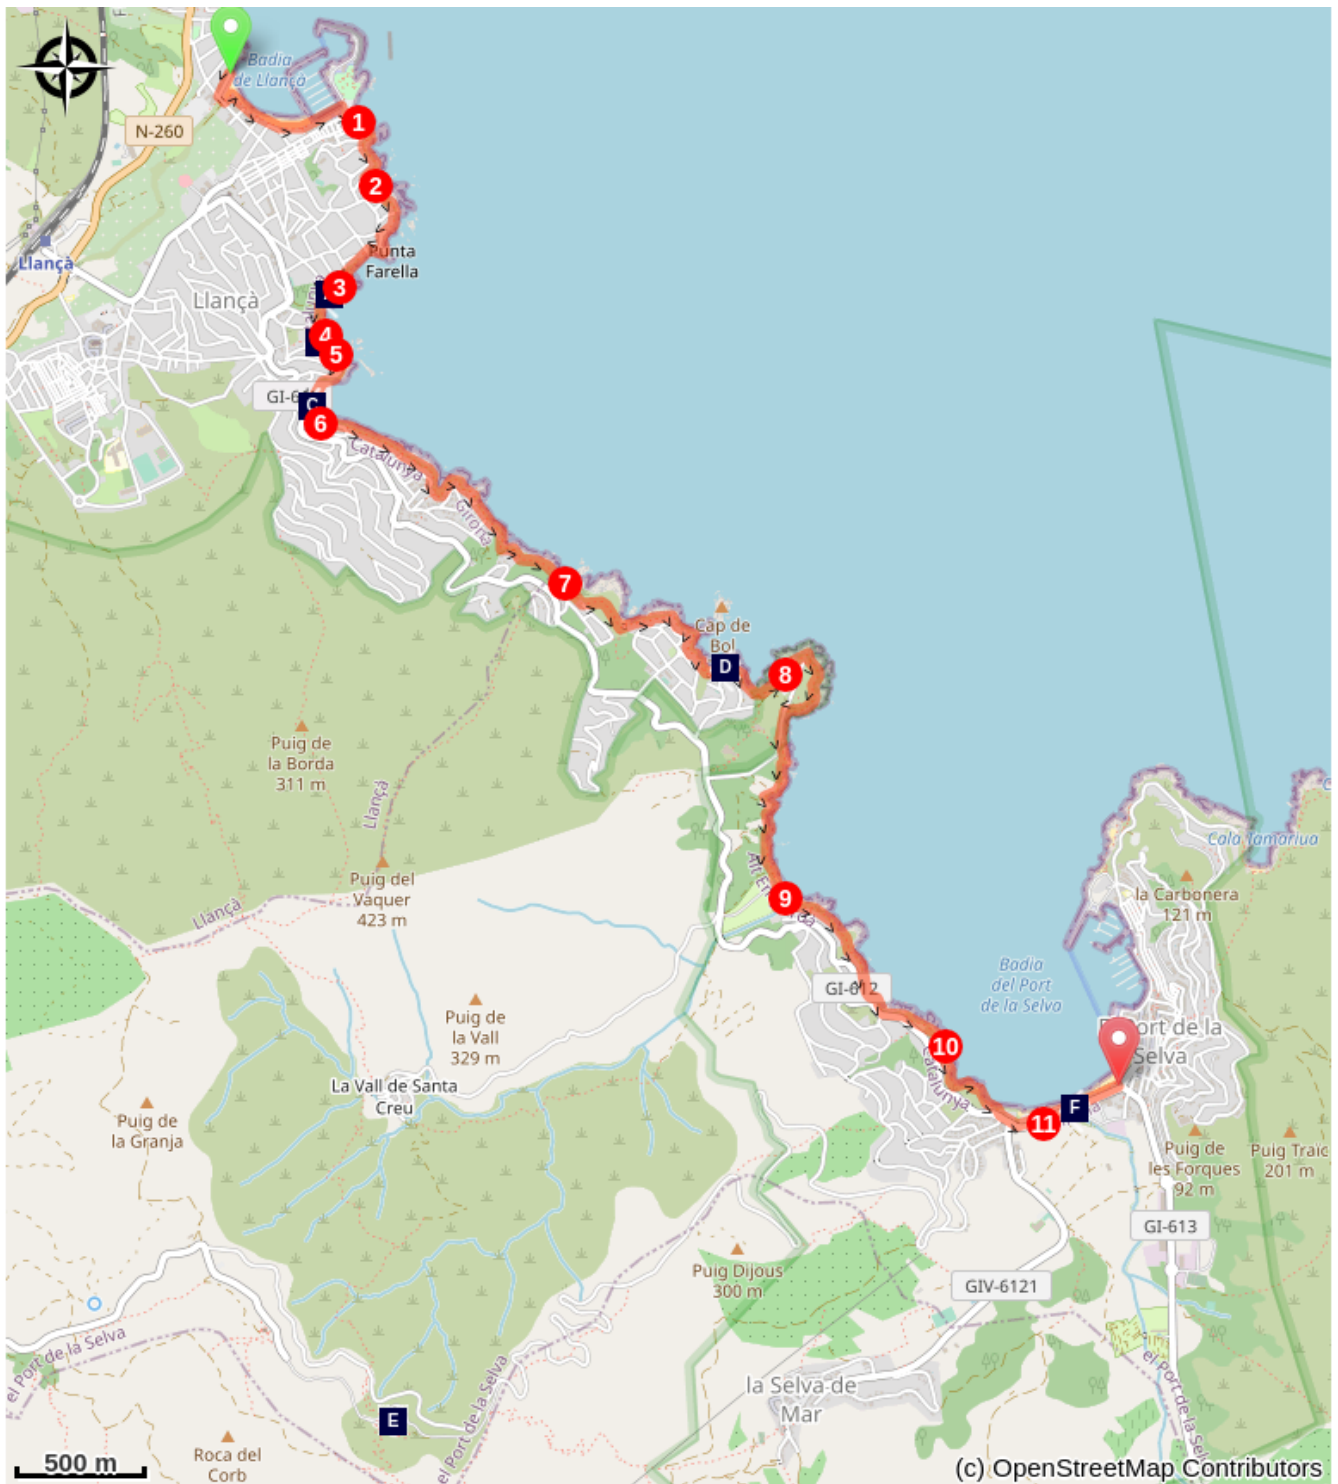 Badia
de Llançà
1
N-260
2
Punta
Farella
Llançà
3
Llançà
4
5
C
6
Catalunya
Girona
7
Cap de
Bol
D
8
Puig de
la Borda
311 m
Llançà
Cala Tamariua
Puig del
Vaquer
423 m
la Carbonera
121 m
Llançà
9
Badia
del Port
de la Selva
GI-612
Puig de
la Vall
329 m
Port de la
Selva
10
Catalunya
La Vall de Santa
Creu
F
11
Puig de
la Granja
Puig de
les Forques
92 m
Puig Traïc
201 m
GI-613
Puig Dijous
300 m
GIV-6121
el Port de la Selva
el Port de la Selva
la Selva de
Mar
E
el Port de la Selva
Roca del
Corb
500 m
(c) OpenStreetMap Contributors